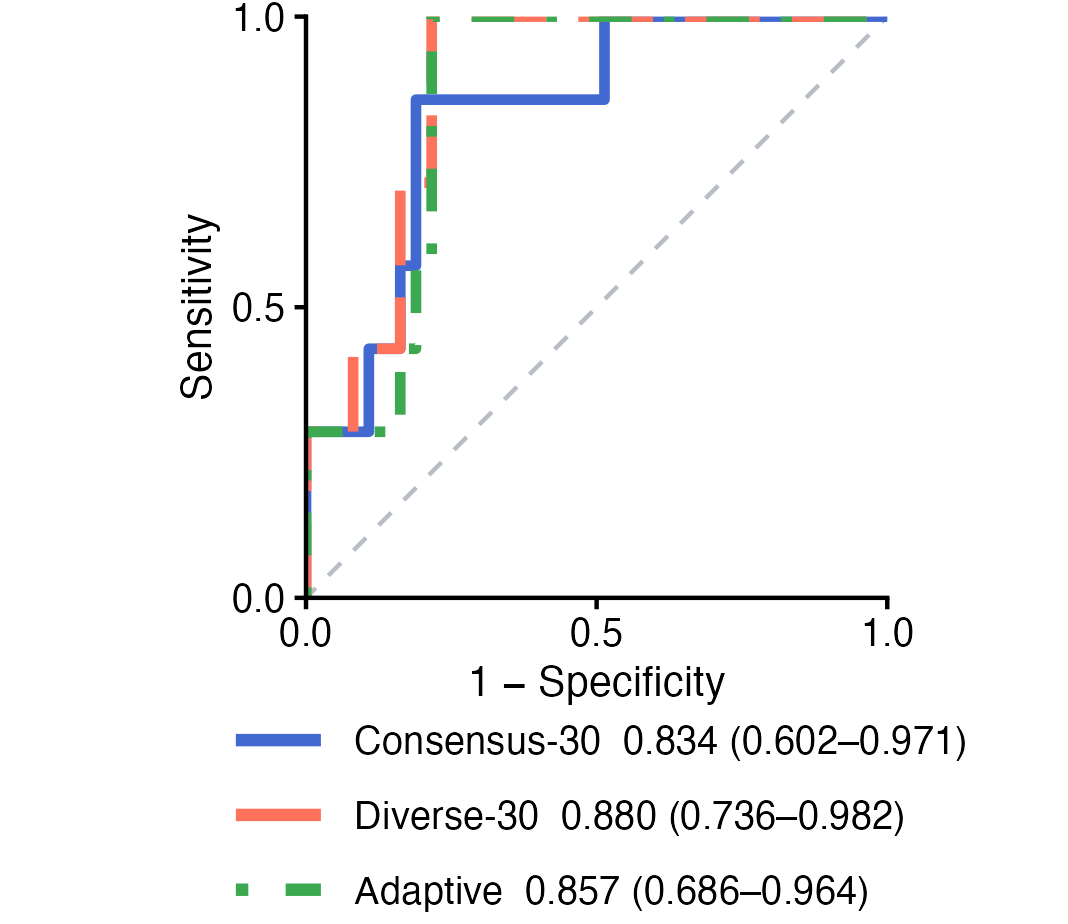 1.0
0.5
0.0
Sensitivity
0.0 0.5 1.0
1 – Specificity
Consensus-30 0.834 (0.602–0.971)
Diverse-30 0.880 (0.736–0.982)
Adaptive 0.857 (0.686–0.964)